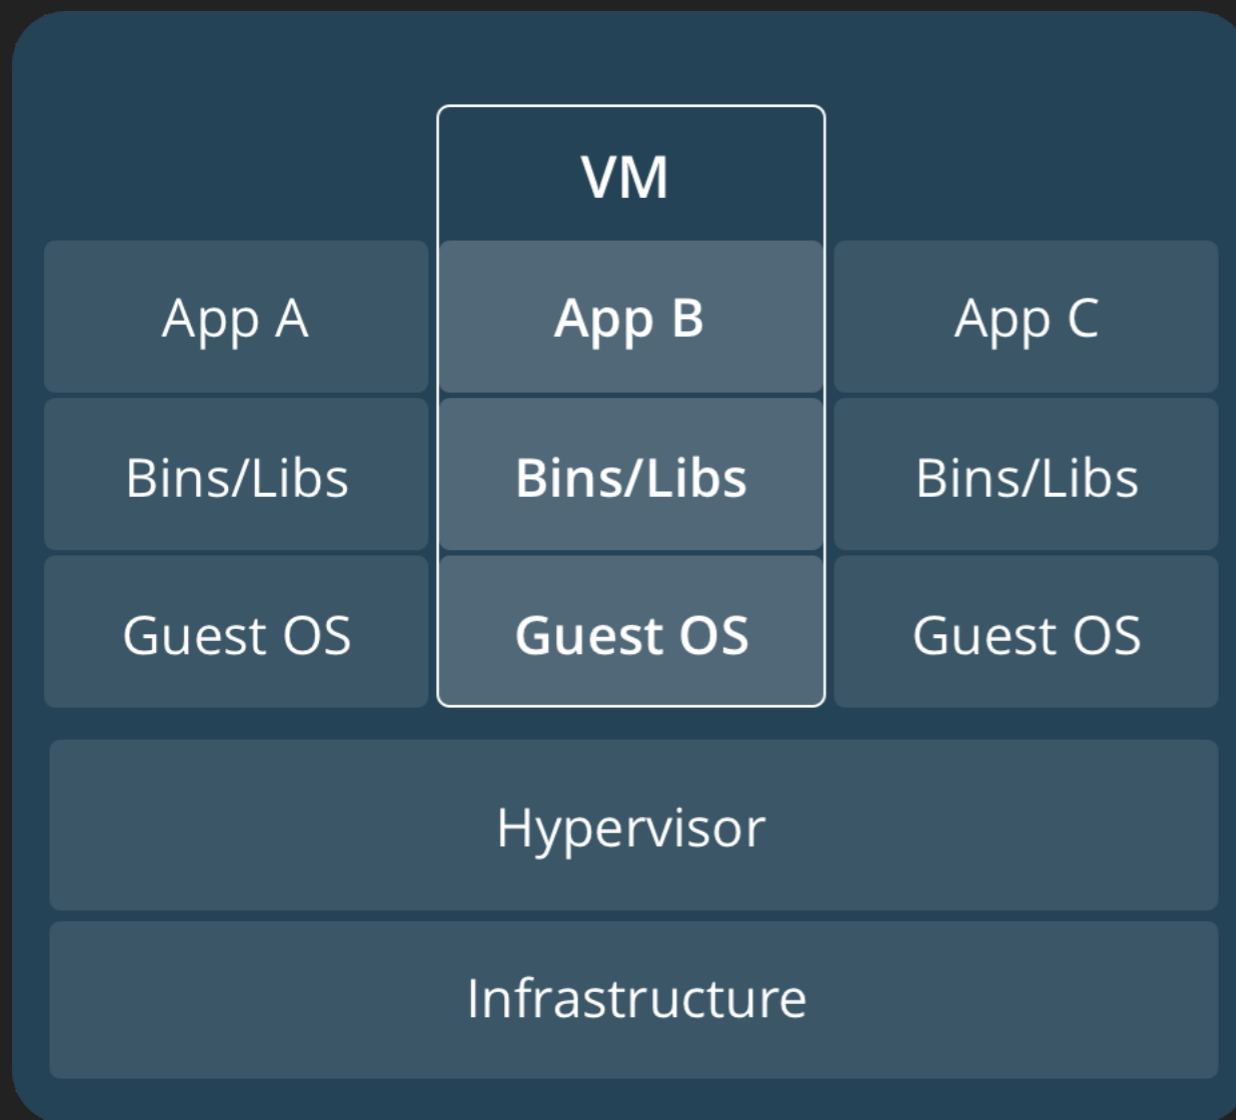 VM
App A
App B
App C
Bins/Libs
Bins/Libs
Bins/Libs
Guest OS
Guest OS
Guest OS
Hypervisor
Infrastructure